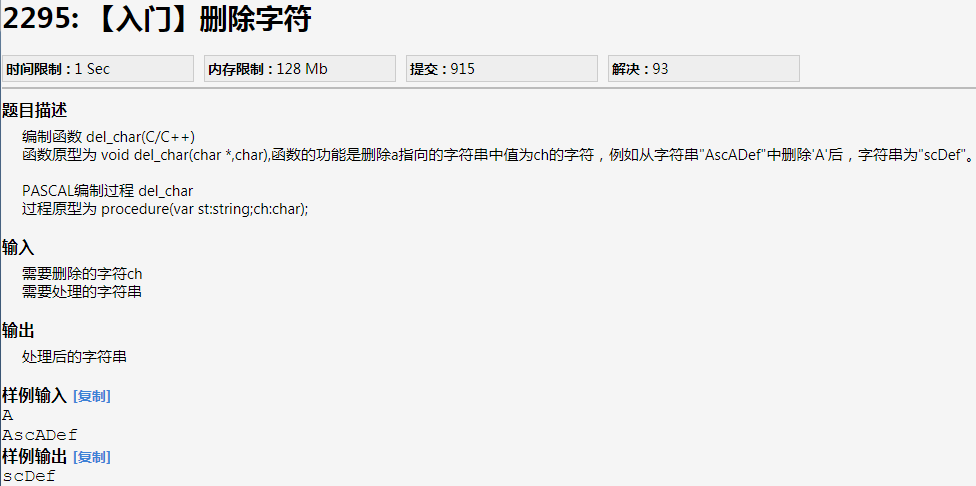 2295: 【入门】删除字符
时间限制 : 1 Sec 内存限制 : 128 Mb 提交 : 915 解决 : 93
题目描述
编制函数 del_char(C/C++)
函数原型为 void del_char(char *,char),函数的功能是删除a指向的字符串中值为ch的字符，例如从字符串"AscADef"中删除'A'后，字符串为"scDef"。
PASCAL编制过程 del_char
过程原型为 procedure(var st:string;ch:char);
输入
需要删除的字符ch
需要处理的字符串
输出
处理后的字符串
样例输入 [复制]
A
AscADef
样例输出 [复制]
scDef